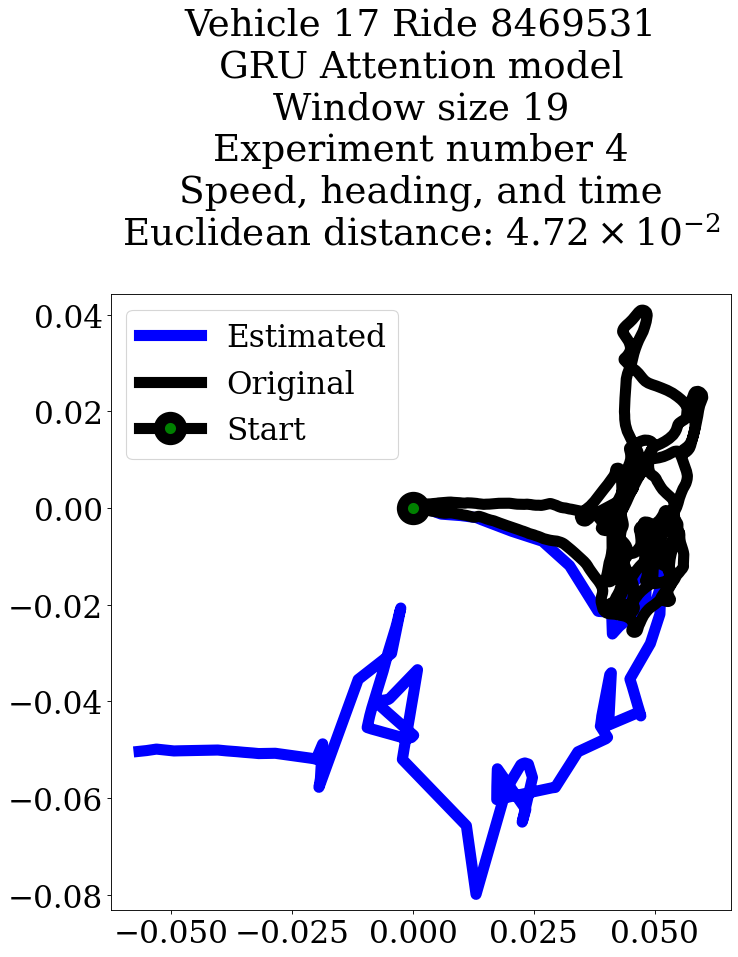 Vehicle 17 Ride 8469531
GRU Attention model
Window size 19
Experiment number 4
Speed, heading, and time
Euclidean distance: 4.72 × 10⁻²
Estimated
Original
Start
0.04
0.02
0.00
−0.02
−0.04
−0.06
−0.08
−0.050 −0.025 0.000 0.025 0.050